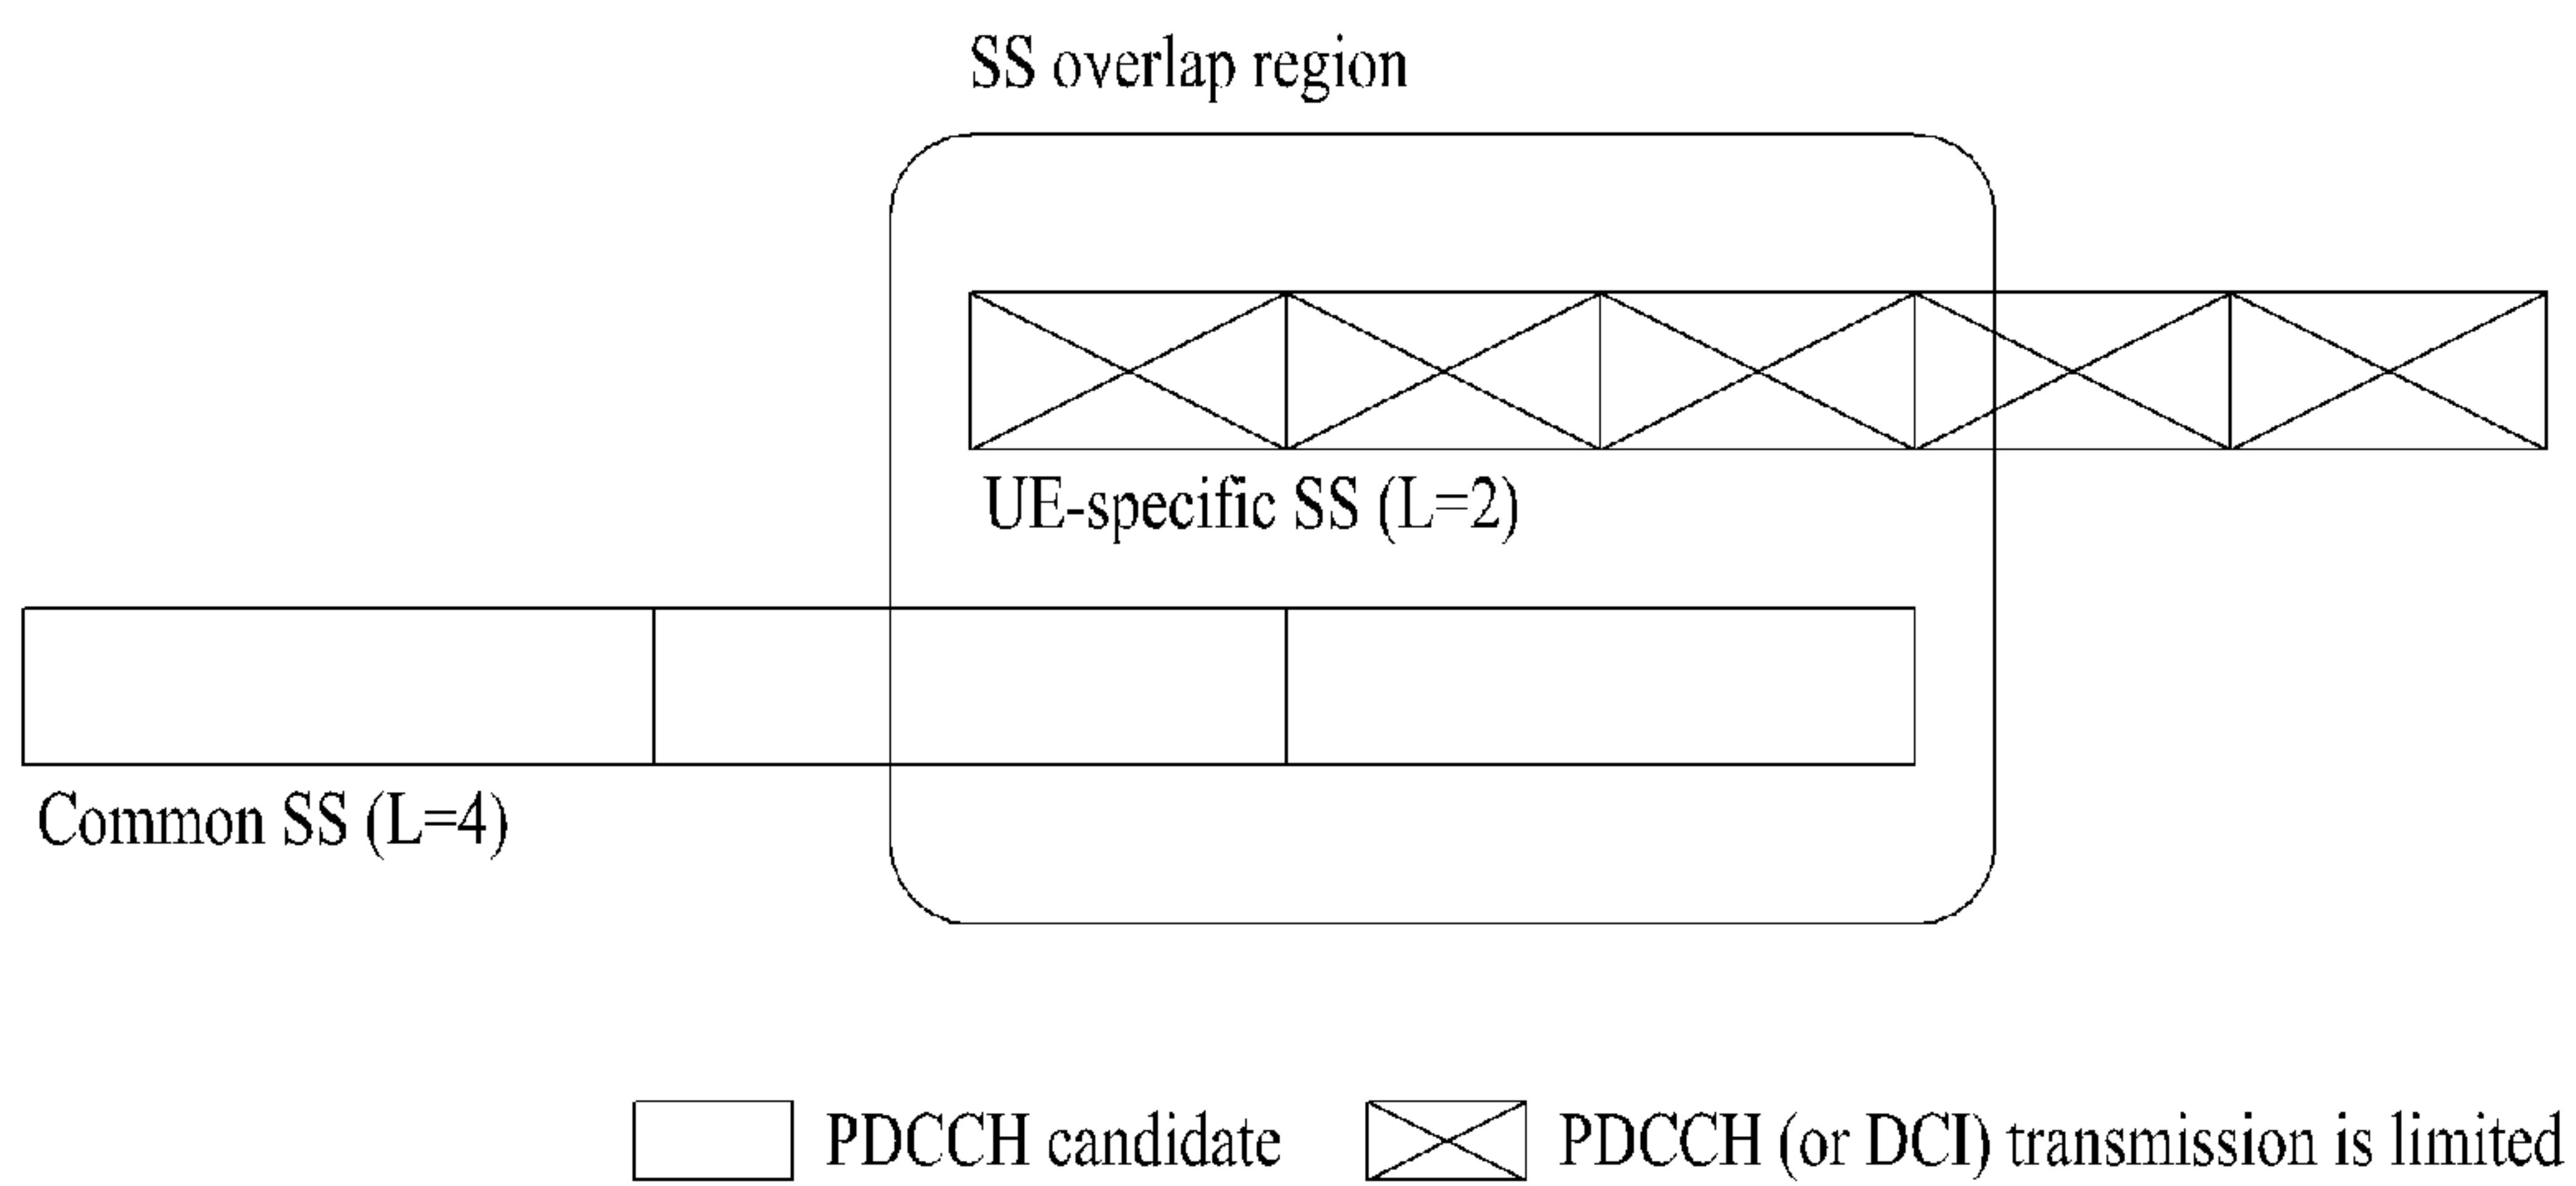 SS overlap region
UE-specific SS (L=2)
Common SS (L=4)
PDCCH candidate
PDCCH (or DCI) transmission is limited